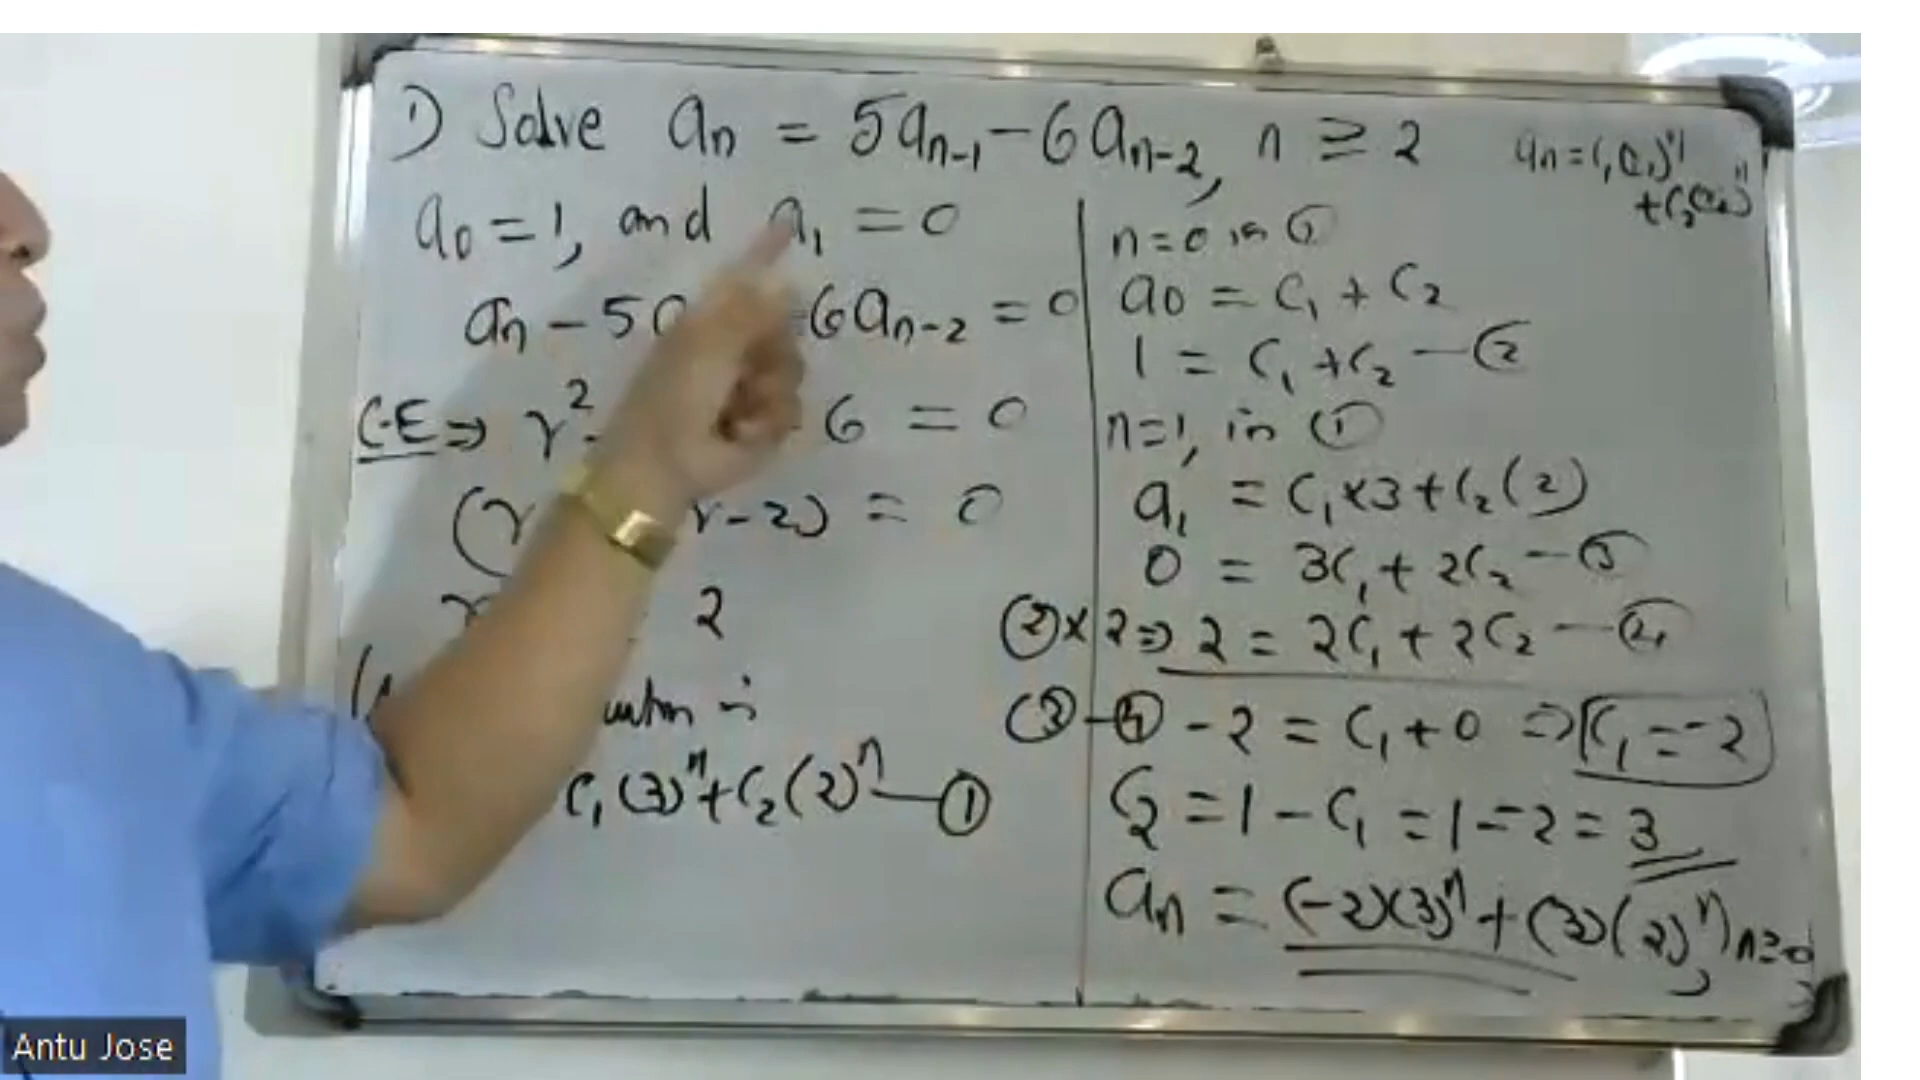 1) Solve an = 5an-1 - 6an-2, n ≥ 2
a0 = 1, and a1 = 0
an - 5a 6an-2 = 0
C.E ⇒ r² - 6 = 0
(r r-2) = 0
2
is
C1(3)ⁿ + C2(2)ⁿ — ①
an = C1(r1)ⁿ
+ C2(r2)ⁿ
n = 0 in ①
a0 = C1 + C2
1 = C1 + C2 — ②
n=1, in ①
a1 = C1×3 + C2(2)
0 = 3C1 + 2C2 — ③
②×2 ⇒ 2 = 2C1 + 2C2 — ④
③-④ -2 = C1 + 0 ⇒ C1 = -2
C2 = 1 - C1 = 1 - -2 = 3
an = (-2)(3)ⁿ + (3)(2)ⁿ, n≥0
Antu Jose